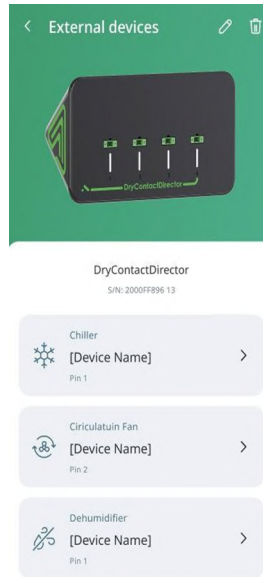 External devices
DryContactDirector
DryContactDirector
S/N: 2000FF896 13
Chiller
[Device Name]
Pin 1
Ciriculatuin Fan
[Device Name]
Pin 2
Dehumidifier
[Device Name]
Pin 1